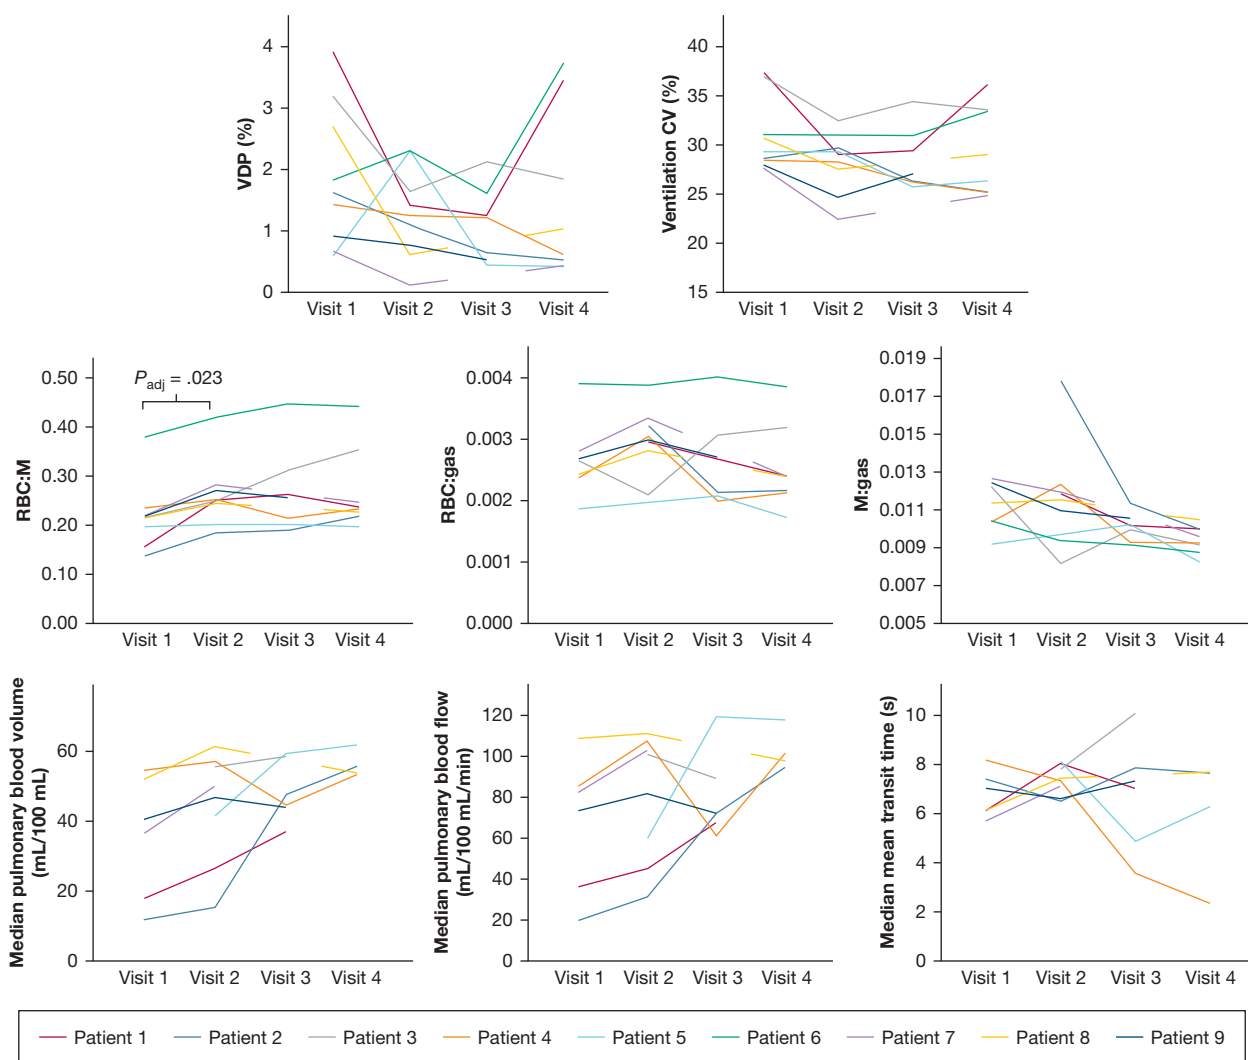 VDP (%)
4
3
2
1
0
Visit 1 Visit 2 Visit 3 Visit 4
Ventilation CV (%)
40
35
30
25
20
15
Visit 1 Visit 2 Visit 3 Visit 4
RBC:M
0.50
0.40
0.30
0.20
0.10
0.00
Padj = .023
Visit 1 Visit 2 Visit 3 Visit 4
RBC:gas
0.004
0.003
0.002
0.001
0.000
Visit 1 Visit 2 Visit 3 Visit 4
M:gas
0.019
0.017
0.015
0.013
0.011
0.009
0.007
0.005
Visit 1 Visit 2 Visit 3 Visit 4
Median pulmonary blood volume
(mL/100 mL)
60
40
20
0
Visit 1 Visit 2 Visit 3 Visit 4
Median pulmonary blood flow
(mL/100 mL/min)
120
100
80
60
40
20
0
Visit 1 Visit 2 Visit 3 Visit 4
Median mean transit time (s)
10
8
6
4
2
0
Visit 1 Visit 2 Visit 3 Visit 4
Patient 1 Patient 2 Patient 3 Patient 4 Patient 5 Patient 6 Patient 7 Patient 8 Patient 9